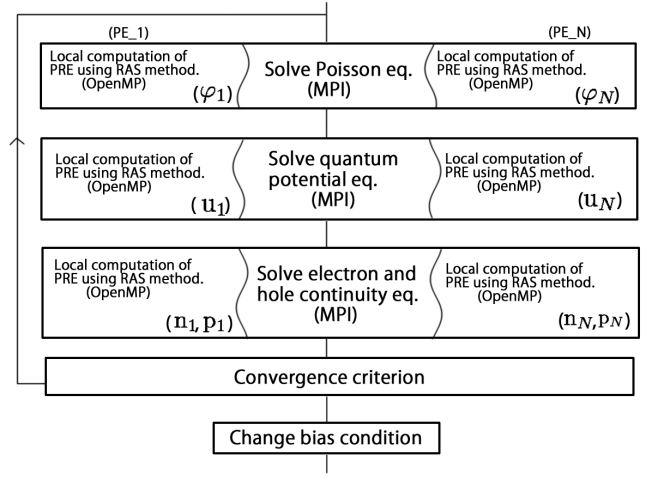 (PE_1)
(PE_N)
Local computation of
PRE using RAS method.
(OpenMP)
(φ1)
Solve Poisson eq.
(MPI)
Local computation of
PRE using RAS method.
(OpenMP)
(φN)
Local computation of
PRE using RAS method.
(OpenMP)
(u1)
Solve quantum
potential eq.
(MPI)
Local computation of
PRE using RAS method.
(OpenMP)
(uN)
Local computation of
PRE using RAS method.
(OpenMP)
(n1,p1)
Solve electron and
hole continuity eq.
(MPI)
Local computation of
PRE using RAS method.
(OpenMP)
(nN,pN)
Convergence criterion
Change bias condition